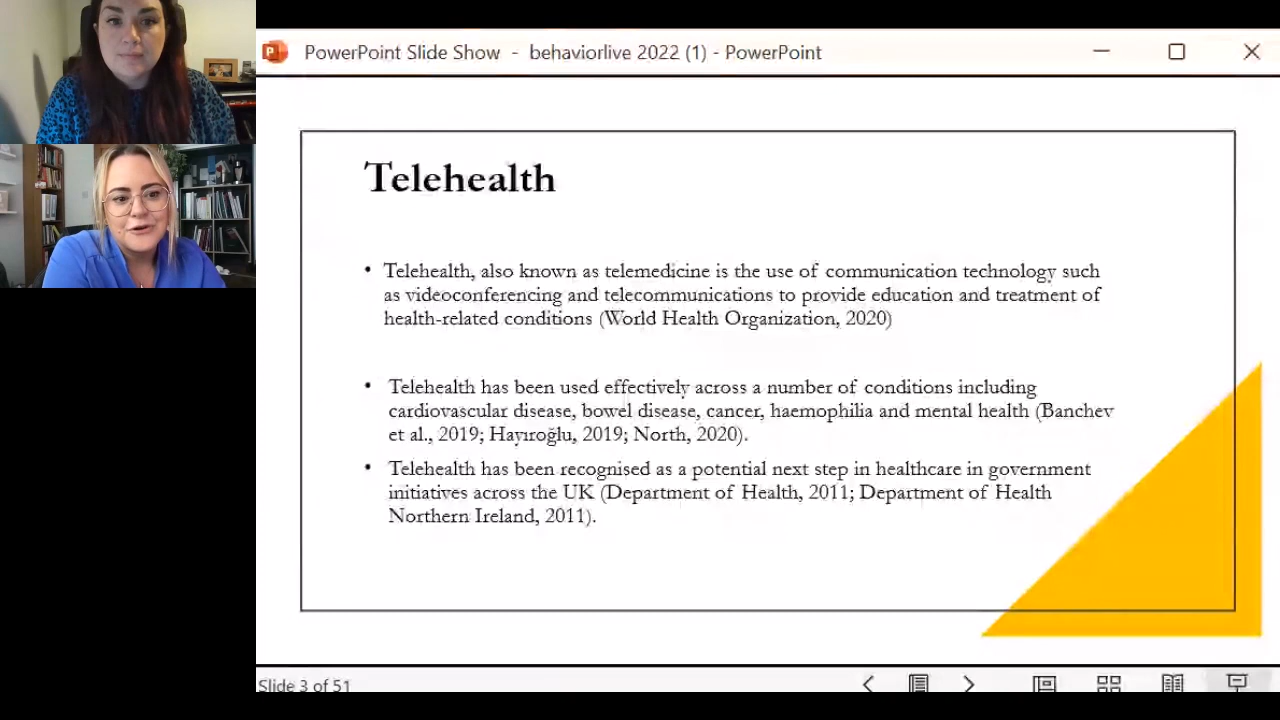 PowerPoint Slide Show - behaviorlive 2022 (1) - PowerPoint
Telehealth
• Telehealth, also known as telemedicine is the use of communication technology such
as videoconferencing and telecommunications to provide education and treatment of
health-related conditions (World Health Organization, 2020)
• Telehealth has been used effectively across a number of conditions including
cardiovascular disease, bowel disease, cancer, haemophilia and mental health (Banchev
et al., 2019; Hayıroğlu, 2019; North, 2020).
• Telehealth has been recognised as a potential next step in healthcare in government
initiatives across the UK (Department of Health, 2011; Department of Health
Northern Ireland, 2011).
Slide 3 of 51